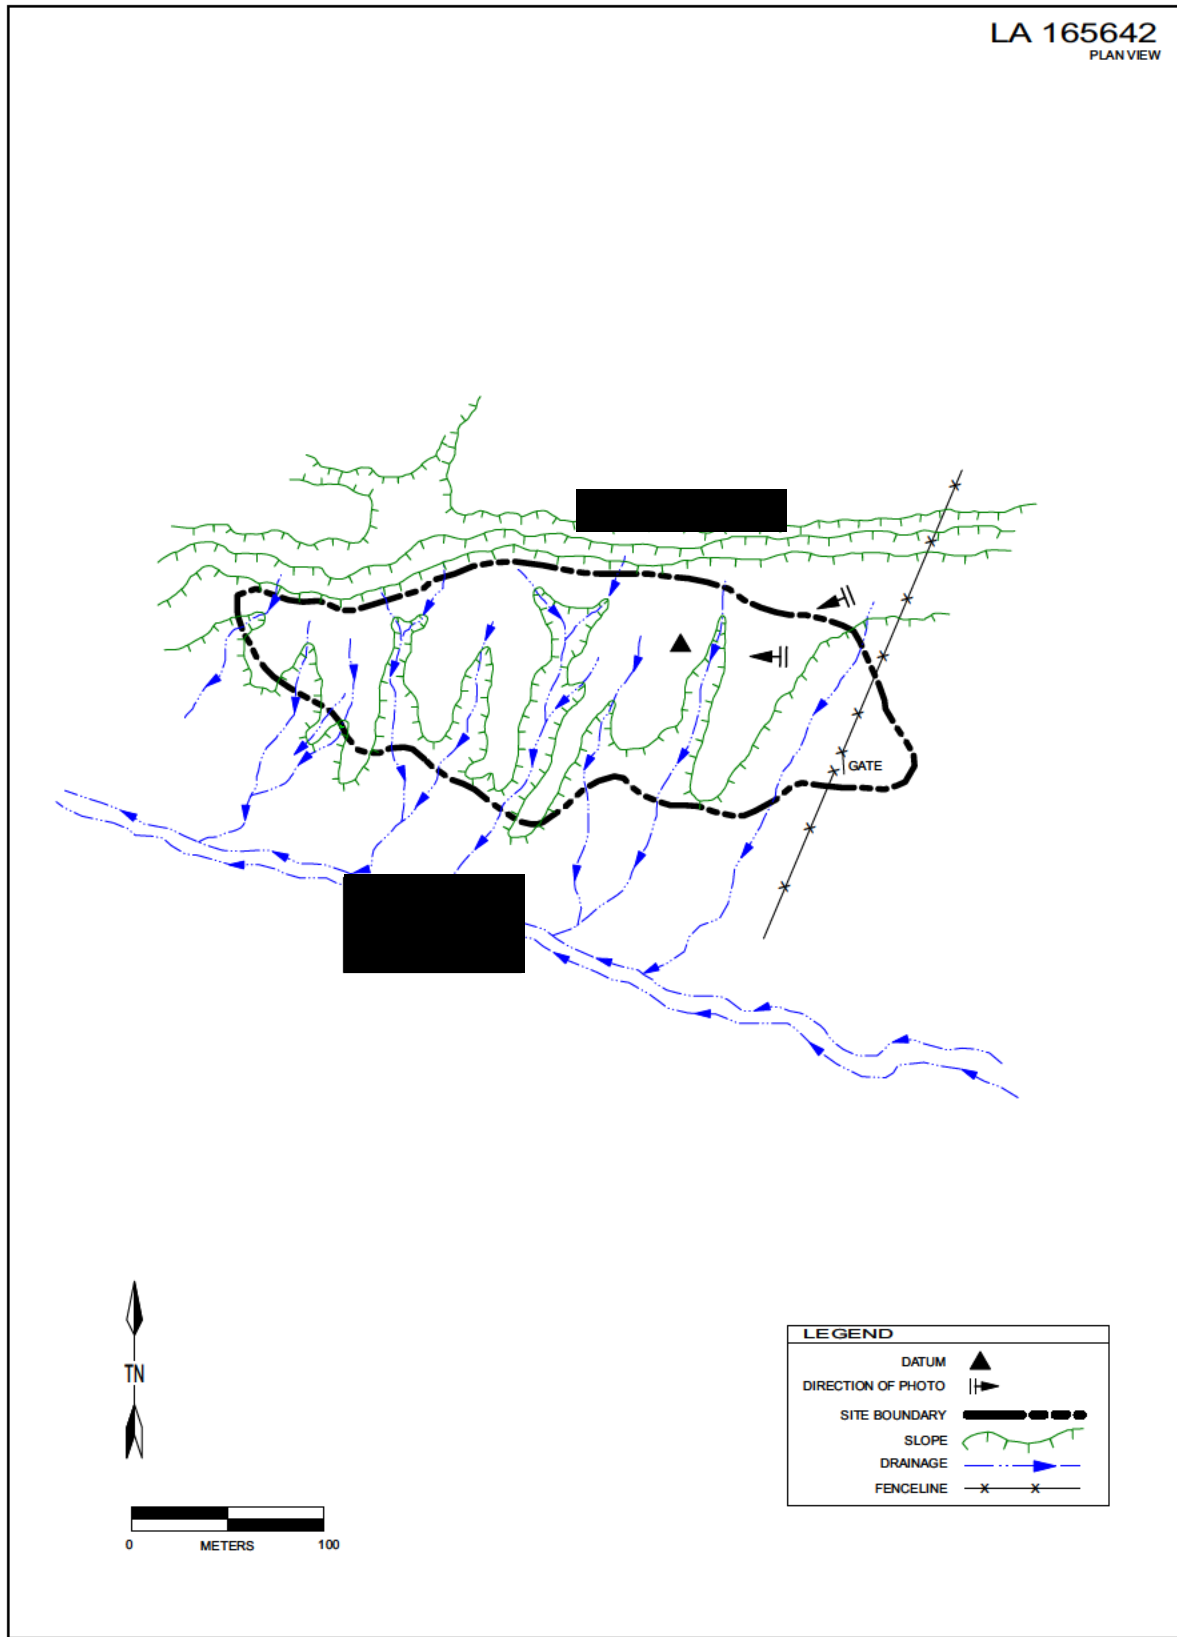 LA 165642
PLAN VIEW
GATE
TN
0 METERS 100
LEGEND
DATUM
DIRECTION OF PHOTO
SITE BOUNDARY
SLOPE
DRAINAGE
FENCELINE